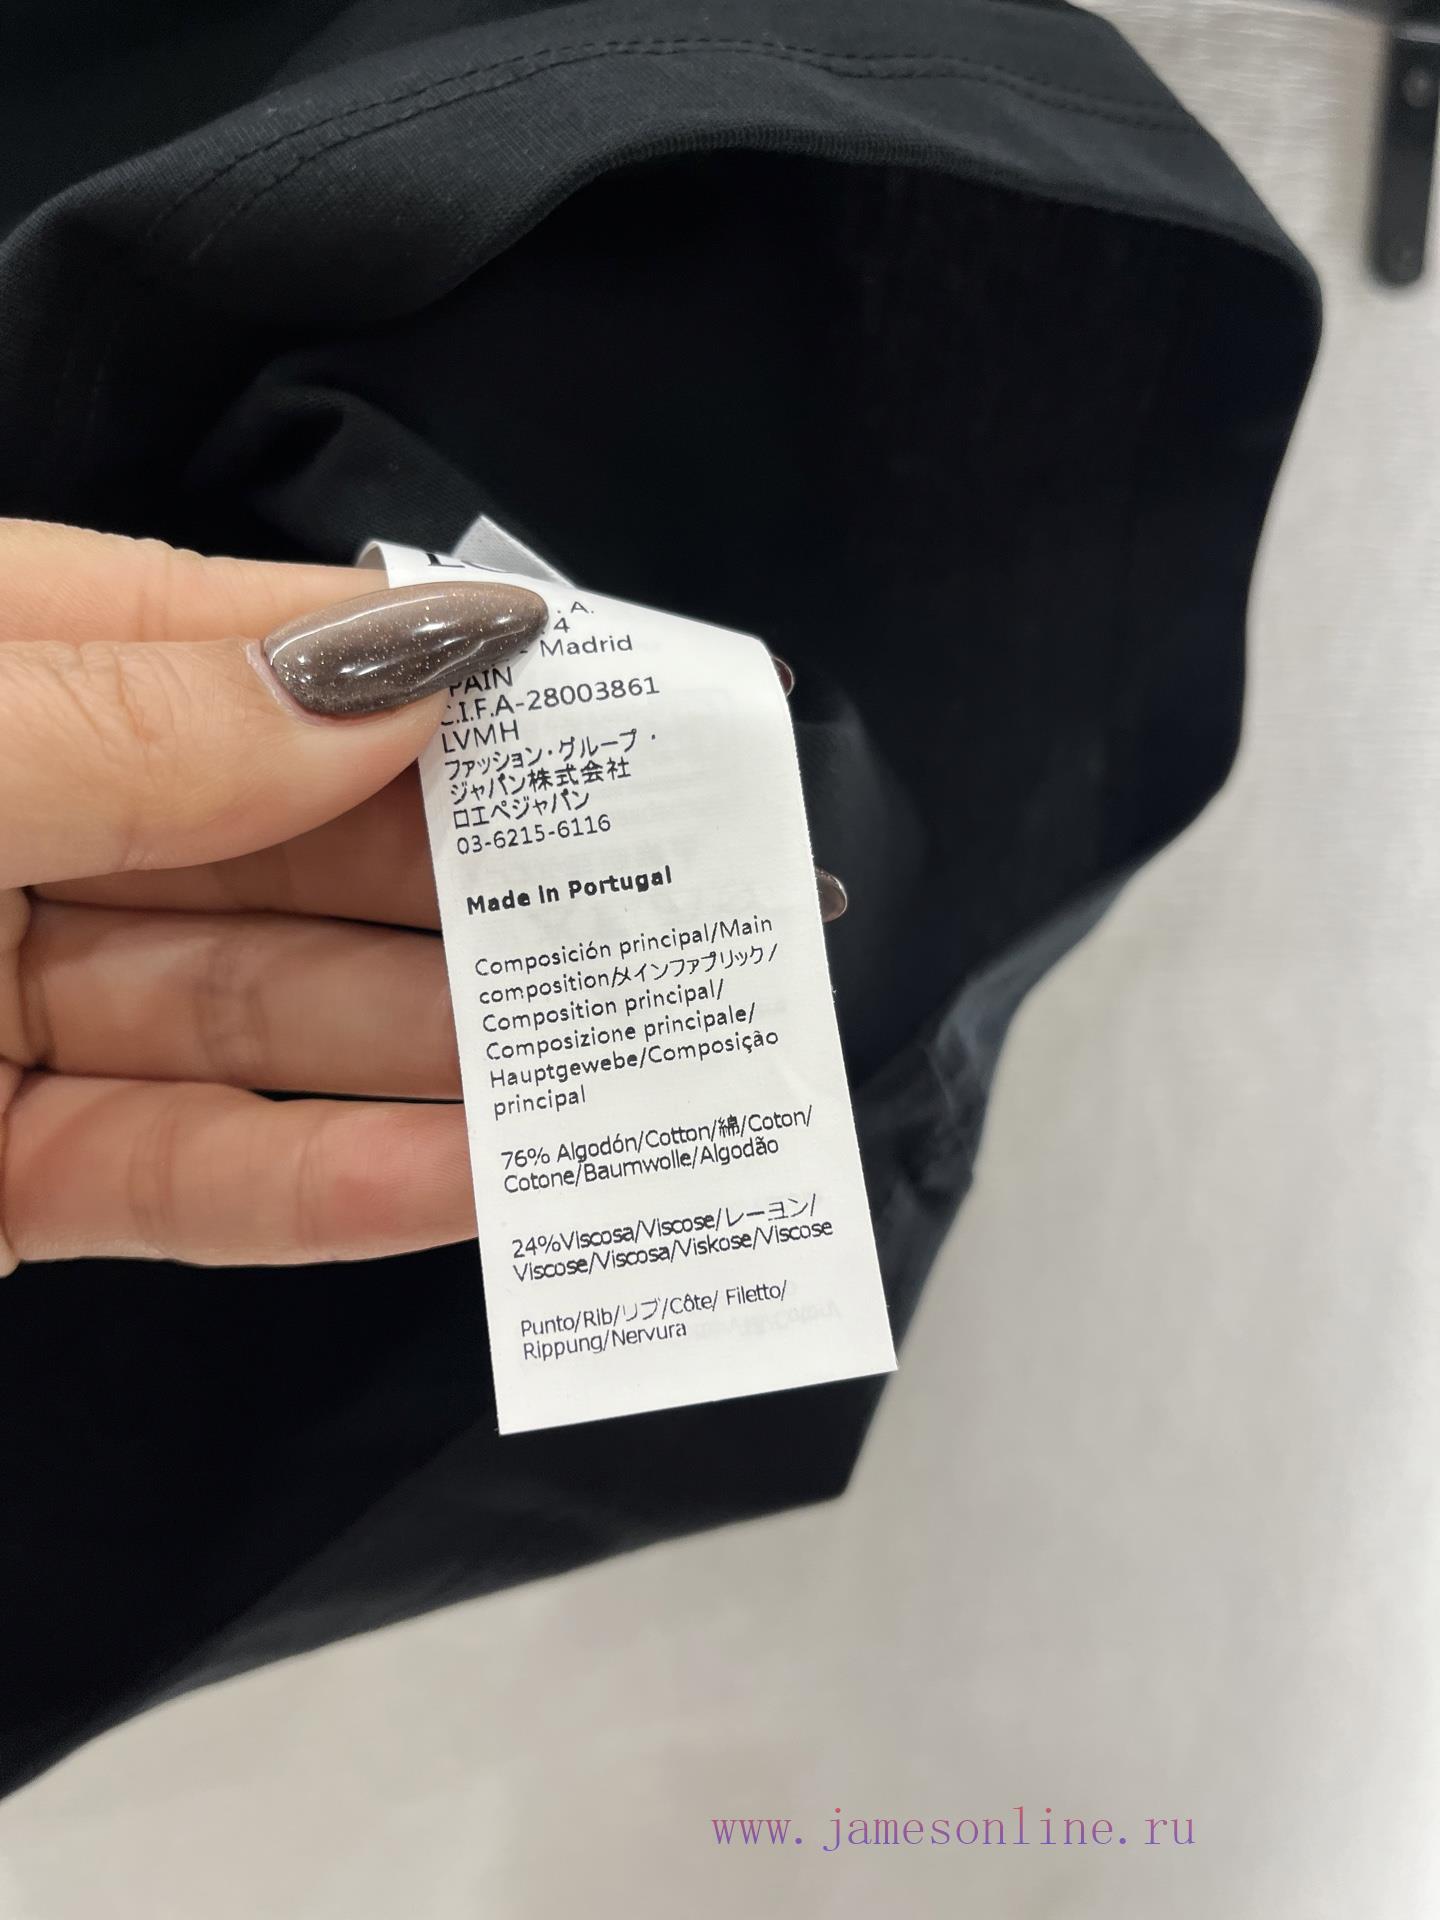 . A.
4
- Madrid
PAIN
C.I.F.A-28003861
LVMH
ファッション・グループ・
ジャパン株式会社
ロエベジャパン
03-6215-6116
Made in Portugal
Composición principal/Main
composition/メインファブリック/
Composition principal/
Composizione principale/
Hauptgewebe/Composição
principal
76% Algodón/Cotton/綿/Coton/
Cotone/Baumwolle/Algodão
24%Viscosa/Viscose/レーヨン/
Viscose/Viscosa/Viskose/Viscose
Punto/Rib/リブ/Côte/ Filetto/
Rippung/Nervura
www.jamesonline.ru